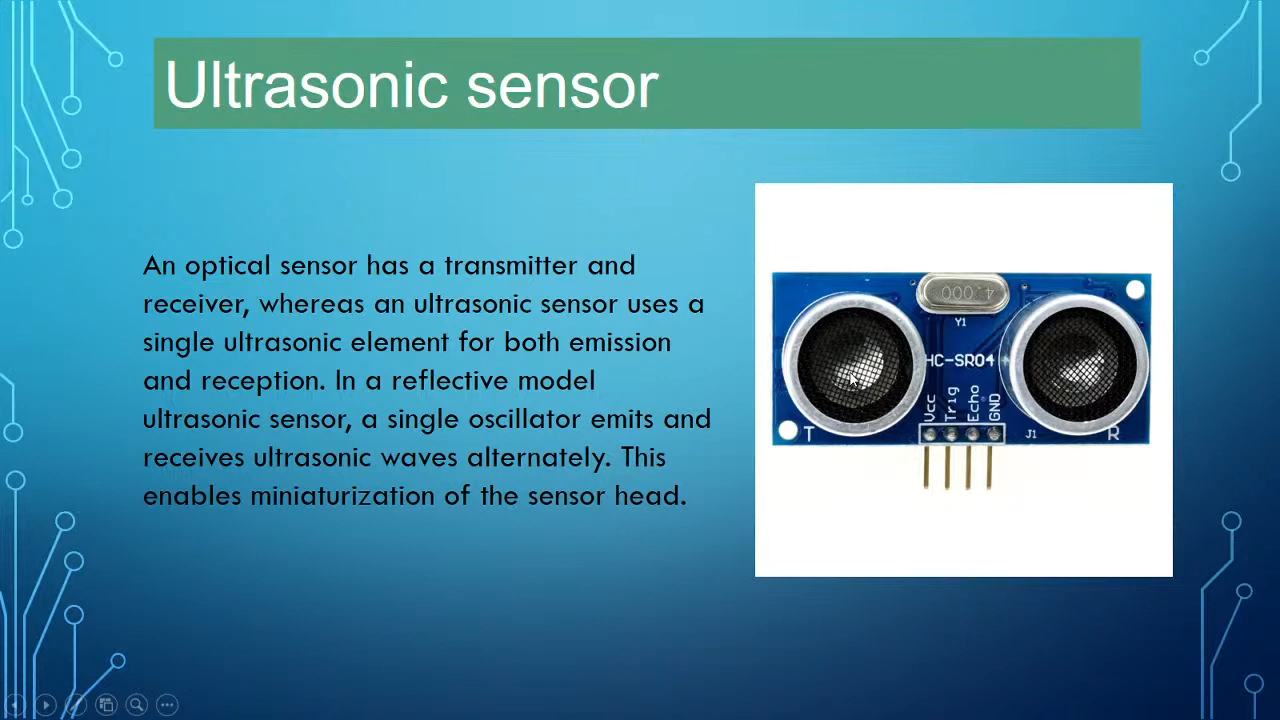 Ultrasonic sensor
An optical sensor has a transmitter and
receiver, whereas an ultrasonic sensor uses a
single ultrasonic element for both emission
and reception. In a reflective model
ultrasonic sensor, a single oscillator emits and
receives ultrasonic waves alternately. This
enables miniaturization of the sensor head.
4.000
Y1
HC-SR04
Vcc
Trig
Echo
GND
T
J1
R